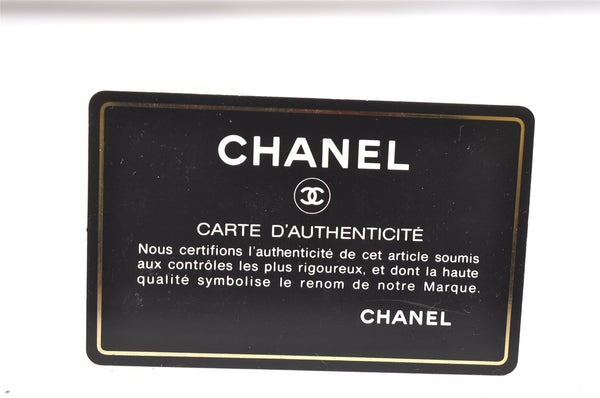 CHANEL
CARTE D'AUTHENTICITÉ
Nous certifions l'authenticité de cet article soumis
aux contrôles les plus rigoureux, et dont la haute
qualité symbolise le renom de notre Marque.
CHANEL